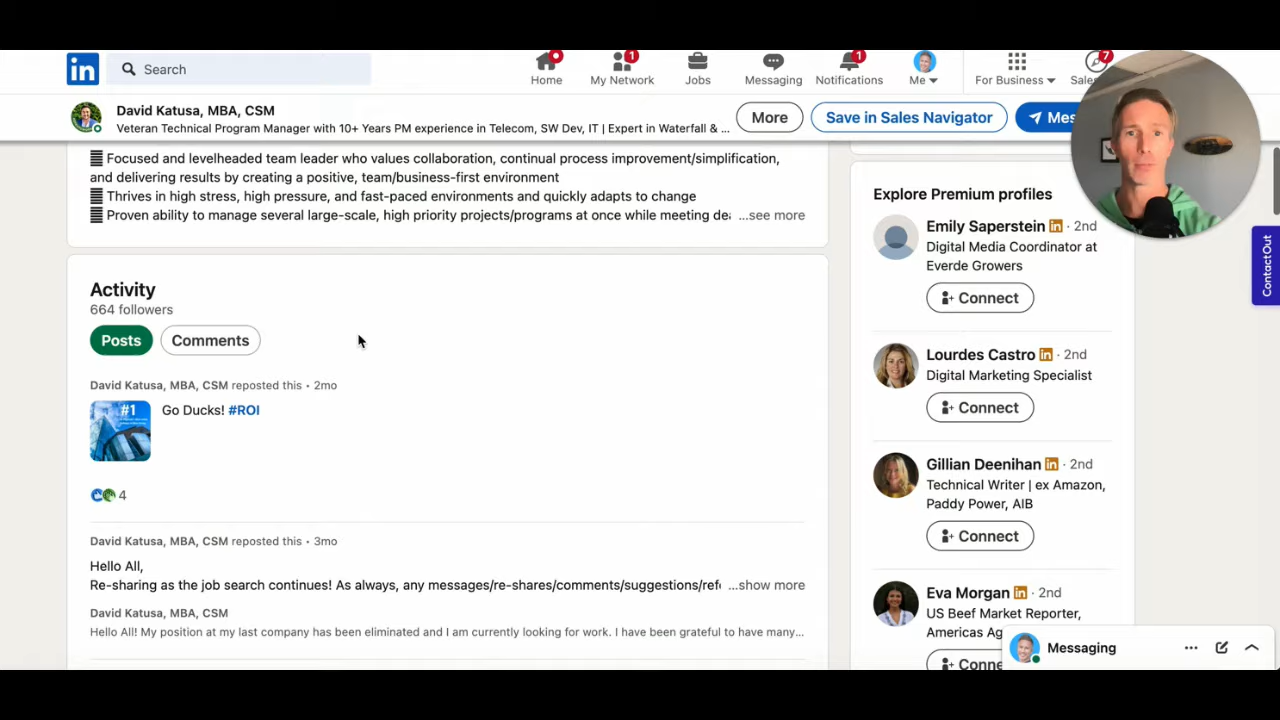 in
Search
Home
1
My Network
Jobs
Messaging
1
Notifications
Me
For Business
7
Sales
David Katusa, MBA, CSM
Veteran Technical Program Manager with 10+ Years PM experience in Telecom, SW Dev, IT | Expert in Waterfall & ...
More
Save in Sales Navigator
Mes
Focused and levelheaded team leader who values collaboration, continual process improvement/simplification,
and delivering results by creating a positive, team/business-first environment
Thrives in high stress, high pressure, and fast-paced environments and quickly adapts to change
Proven ability to manage several large-scale, high priority projects/programs at once while meeting de ...see more
Activity
664 followers
Posts
Comments
David Katusa, MBA, CSM reposted this • 2mo
#1
Go Ducks! #ROI
4
David Katusa, MBA, CSM reposted this • 3mo
Hello All,
Re-sharing as the job search continues! As always, any messages/re-shares/comments/suggestions/ref ...show more
David Katusa, MBA, CSM
Hello All! My position at my last company has been eliminated and I am currently looking for work. I have been grateful to have many...
Explore Premium profiles
Emily Saperstein in · 2nd
Digital Media Coordinator at
Everde Growers
Connect
Lourdes Castro in · 2nd
Digital Marketing Specialist
Connect
Gillian Deenihan in · 2nd
Technical Writer | ex Amazon,
Paddy Power, AIB
Connect
Eva Morgan in · 2nd
US Beef Market Reporter,
Americas Ag
Conne
Messaging
ContactOut